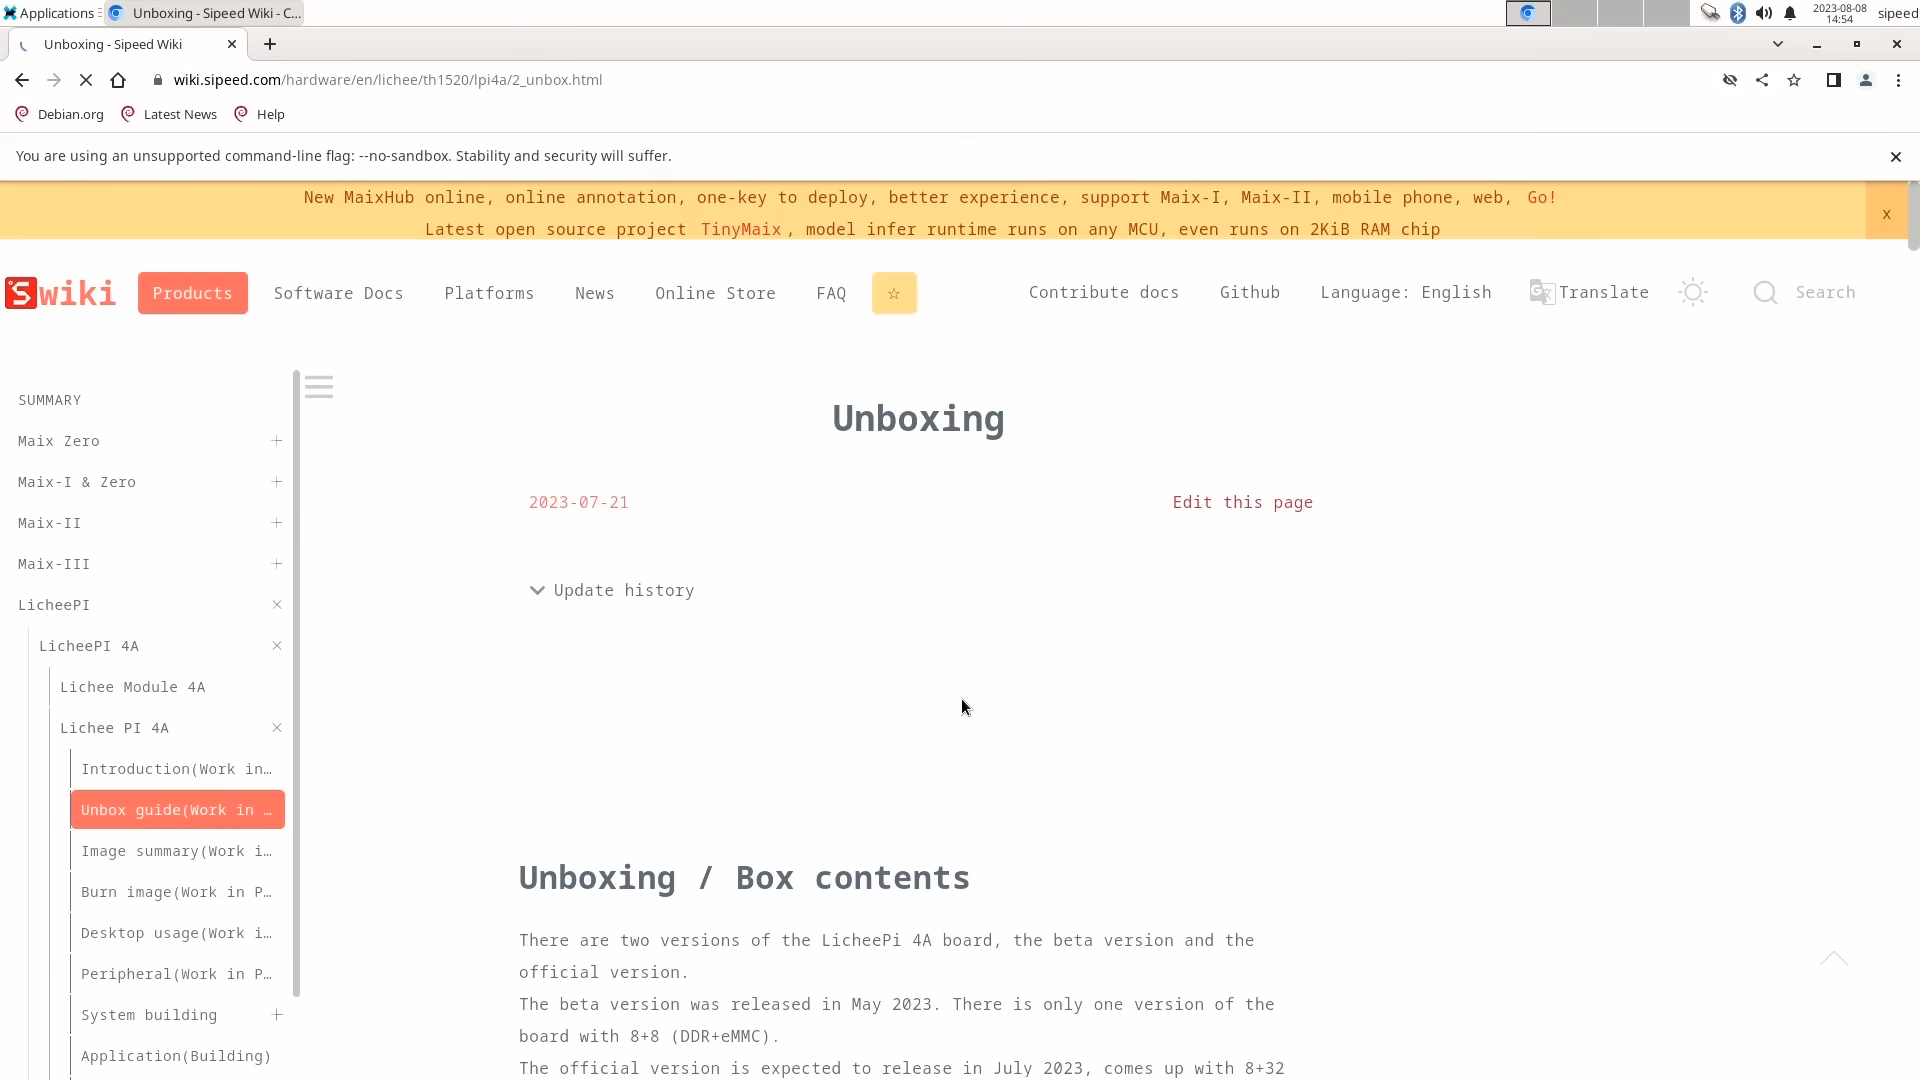 Applications
Unboxing - Sipeed Wiki - C...
2023-08-08
14:54
sipeed
Unboxing - Sipeed Wiki
wiki.sipeed.com/hardware/en/lichee/th1520/lpi4a/2_unbox.html
Debian.org
Latest News
Help
You are using an unsupported command-line flag: --no-sandbox. Stability and security will suffer.
New MaixHub online, online annotation, one-key to deploy, better experience, support Maix-I, Maix-II, mobile phone, web, Go!
Latest open source project TinyMaix, model infer runtime runs on any MCU, even runs on 2KiB RAM chip
x
S wiki
Products
Software Docs
Platforms
News
Online Store
FAQ
☆
Contribute docs
Github
Language: English
Translate
Search
SUMMARY
Maix Zero +
Maix-I & Zero +
Maix-II +
Maix-III +
LicheePI ×
LicheePI 4A ×
Lichee Module 4A
Lichee PI 4A ×
Introduction(Work in…
Unbox guide(Work in …
Image summary(Work i…
Burn image(Work in P…
Desktop usage(Work i…
Peripheral(Work in P…
System building +
Application(Building)
Unboxing
2023-07-21
Edit this page
Update history
Unboxing / Box contents
There are two versions of the LicheePi 4A board, the beta version and the
official version.
The beta version was released in May 2023. There is only one version of the
board with 8+8 (DDR+eMMC).
The official version is expected to release in July 2023, comes up with 8+32